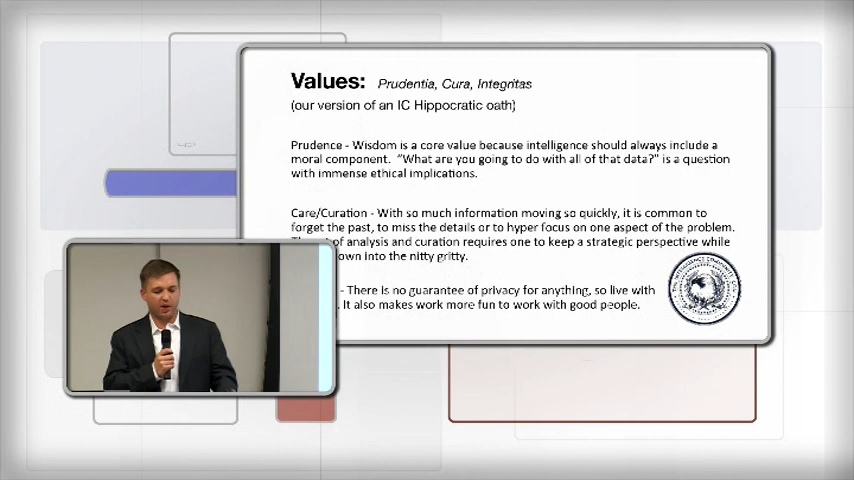 Values: Prudentia, Cura, Integritas
(our version of an IC Hippocratic oath)
Prudence - Wisdom is a core value because intelligence should always include a
moral component. "What are you going to do with all of that data?" is a question
with immense ethical implications.
Care/Curation - With so much information moving so quickly, it is common to
forget the past, to miss the details or to hyper focus on one aspect of the problem.
of analysis and curation requires one to keep a strategic perspective while
down into the nitty gritty.
- There is no guarantee of privacy for anything, so live with
. It also makes work more fun to work with good people.
INTELLIGENCE COMMUNITY